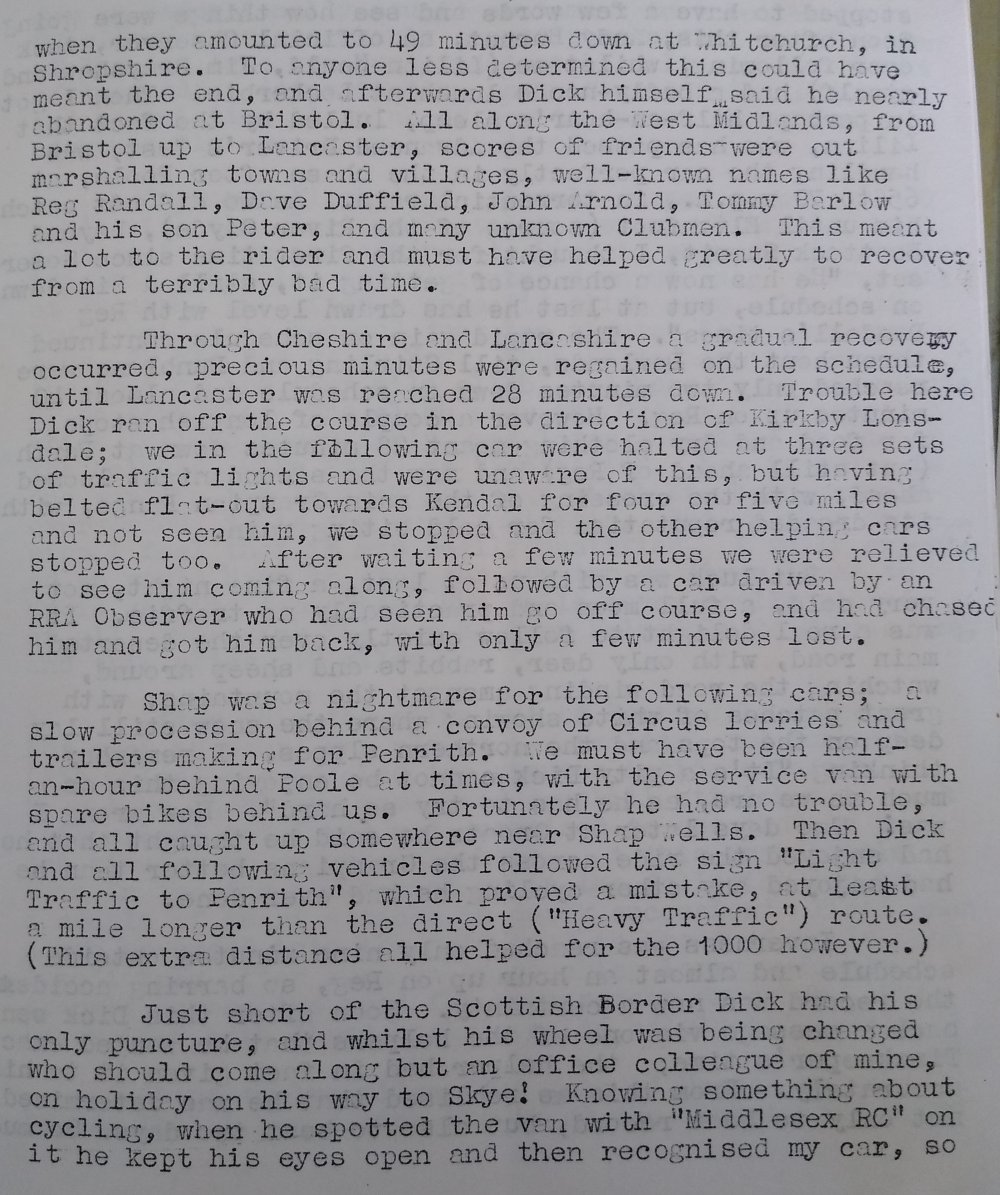 when they amounted to 49 minutes down at Whitchurch, in
Shropshire. To anyone less determined this could have
meant the end, and afterwards Dick himself said he nearly
abandoned at Bristol. All along the West Midlands, from
Bristol up to Lancaster, scores of friends were out
marshalling towns and villages, well-known names like
Reg Randall, Dave Duffield, John Arnold, Tommy Barlow
and his son Peter, and many unknown Clubmen. This meant
a lot to the rider and must have helped greatly to recover
from a terribly bad time.
Through Cheshire and Lancashire a gradual recovery
occurred, precious minutes were regained on the schedule,
until Lancaster was reached 28 minutes down. Trouble here
Dick ran off the course in the direction of Kirkby Lons-
dale; we in the following car were halted at three sets
of traffic lights and were unaware of this, but having
belted flat-out towards Kendal for four or five miles
and not seen him, we stopped and the other helping cars
stopped too. After waiting a few minutes we were relieved
to see him coming along, followed by a car driven by an
RRA Observer who had seen him go off course, and had chased
him and got him back, with only a few minutes lost.
Shap was a nightmare for the following cars; a
slow procession behind a convoy of Circus lorries and
trailers making for Penrith. We must have been half-
an-hour behind Poole at times, with the service van with
spare bikes behind us. Fortunately he had no trouble,
and all caught up somewhere near Shap Wells. Then Dick
and all following vehicles followed the sign "Light
Traffic to Penrith", which proved a mistake, at least
a mile longer than the direct ("Heavy Traffic") route.
(This extra distance all helped for the 1000 however.)
Just short of the Scottish Border Dick had his
only puncture, and whilst his wheel was being changed
who should come along but an office colleague of mine,
on holiday on his way to Skye! Knowing something about
cycling, when he spotted the van with "Middlesex RC" on
it he kept his eyes open and then recognised my car, so